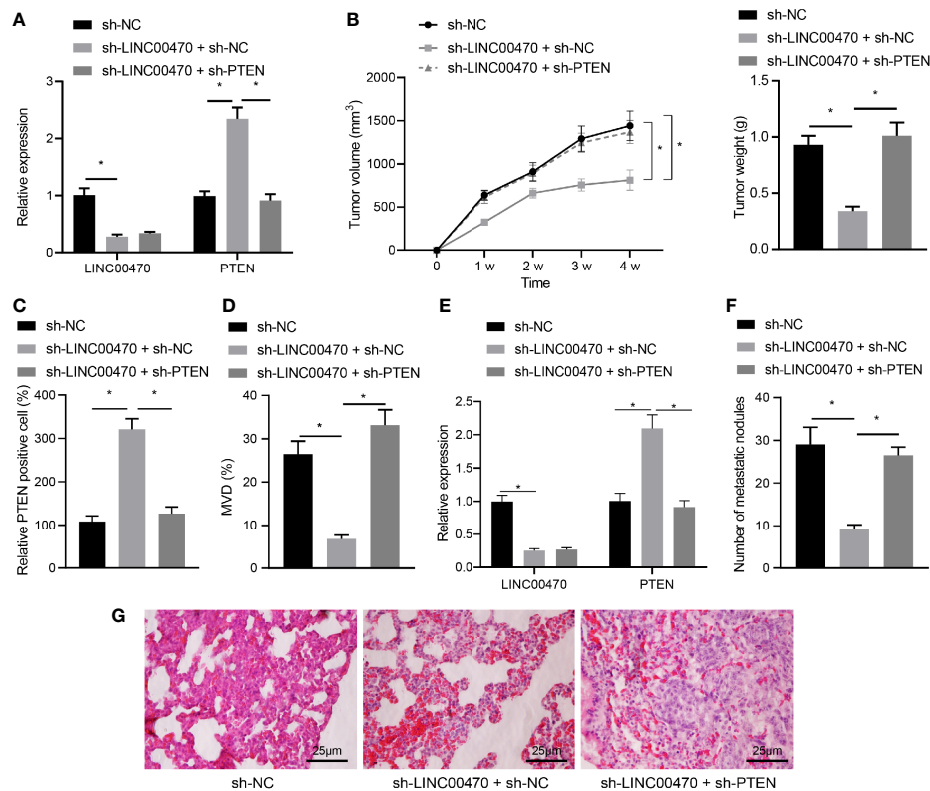 A
sh-NC
sh-LINC00470 + sh-NC
sh-LINC00470 + sh-PTEN
Relative expression
3
2
1
0
* * *
LINC00470 PTEN
B
sh-NC
sh-LINC00470 + sh-NC
sh-LINC00470 + sh-PTEN
Tumor volume (mm³)
2000
1500
1000
500
0
* *
0 1 w 2 w 3 w 4 w
Time
sh-NC
sh-LINC00470 + sh-NC
sh-LINC00470 + sh-PTEN
Tumor weight (g)
1.5
1.0
0.5
0.0
* *
C
sh-NC
sh-LINC00470 + sh-NC
sh-LINC00470 + sh-PTEN
Relative PTEN positive cell (%)
400
300
200
100
0
* *
D
sh-NC
sh-LINC00470 + sh-NC
sh-LINC00470 + sh-PTEN
MVD (%)
40
30
20
10
0
* *
E
sh-NC
sh-LINC00470 + sh-NC
sh-LINC00470 + sh-PTEN
Relative expression
2.5
2.0
1.5
1.0
0.5
0.0
* * *
LINC00470 PTEN
F
sh-NC
sh-LINC00470 + sh-NC
sh-LINC00470 + sh-PTEN
Number of metastatic nodules
40
30
20
10
0
* *
G
25μm 25μm 25μm
sh-NC sh-LINC00470 + sh-NC sh-LINC00470 + sh-PTEN